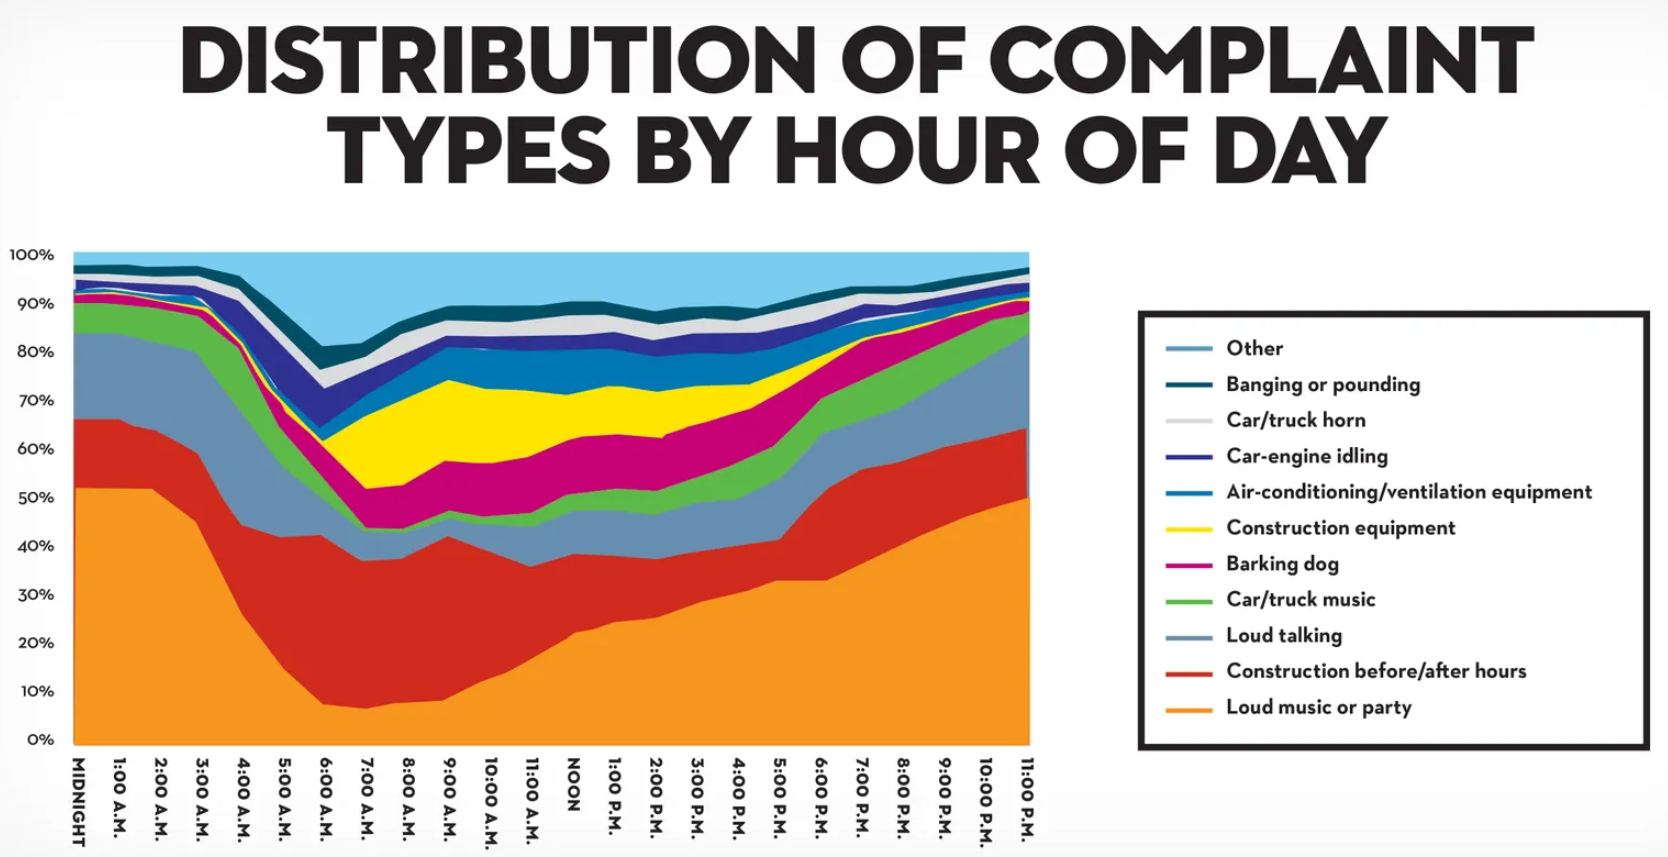 DISTRIBUTION OF COMPLAINT
TYPES BY HOUR OF DAY
100%
90%
80%
70%
60%
50%
40%
30%
20%
10%
0%
MIDNIGHT
1:00 A.M.
2:00 A.M.
3:00 A.M.
4:00 A.M.
5:00 A.M.
6:00 A.M.
7:00 A.M.
8:00 A.M.
9:00 A.M.
10:00 A.M.
11:00 A.M.
NOON
1:00 P.M.
2:00 P.M.
3:00 P.M.
4:00 P.M.
5:00 P.M.
6:00 P.M.
7:00 P.M.
8:00 P.M.
9:00 P.M.
10:00 P.M.
11:00 P.M.
Other
Banging or pounding
Car/truck horn
Car-engine idling
Air-conditioning/ventilation equipment
Construction equipment
Barking dog
Car/truck music
Loud talking
Construction before/after hours
Loud music or party